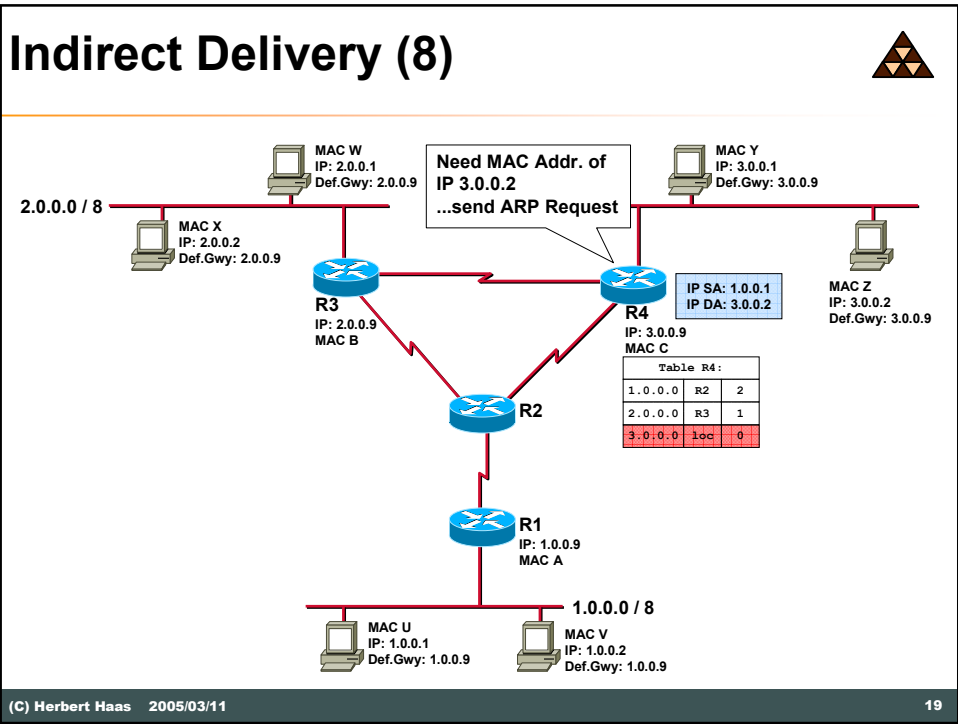 Indirect Delivery (8)
MAC W
IP: 2.0.0.1
Def.Gwy: 2.0.0.9
Need MAC Addr. of
IP 3.0.0.2
...send ARP Request
MAC Y
IP: 3.0.0.1
Def.Gwy: 3.0.0.9
2.0.0.0 / 8
MAC X
IP: 2.0.0.2
Def.Gwy: 2.0.0.9
R3
IP: 2.0.0.9
MAC B
IP SA: 1.0.0.1
IP DA: 3.0.0.2
R4
IP: 3.0.0.9
MAC C
MAC Z
IP: 3.0.0.2
Def.Gwy: 3.0.0.9
Table R4:
1.0.0.0 R2 2
2.0.0.0 R3 1
3.0.0.0 loc 0
R2
R1
IP: 1.0.0.9
MAC A
1.0.0.0 / 8
MAC U
IP: 1.0.0.1
Def.Gwy: 1.0.0.9
MAC V
IP: 1.0.0.2
Def.Gwy: 1.0.0.9
(C) Herbert Haas 2005/03/11
19